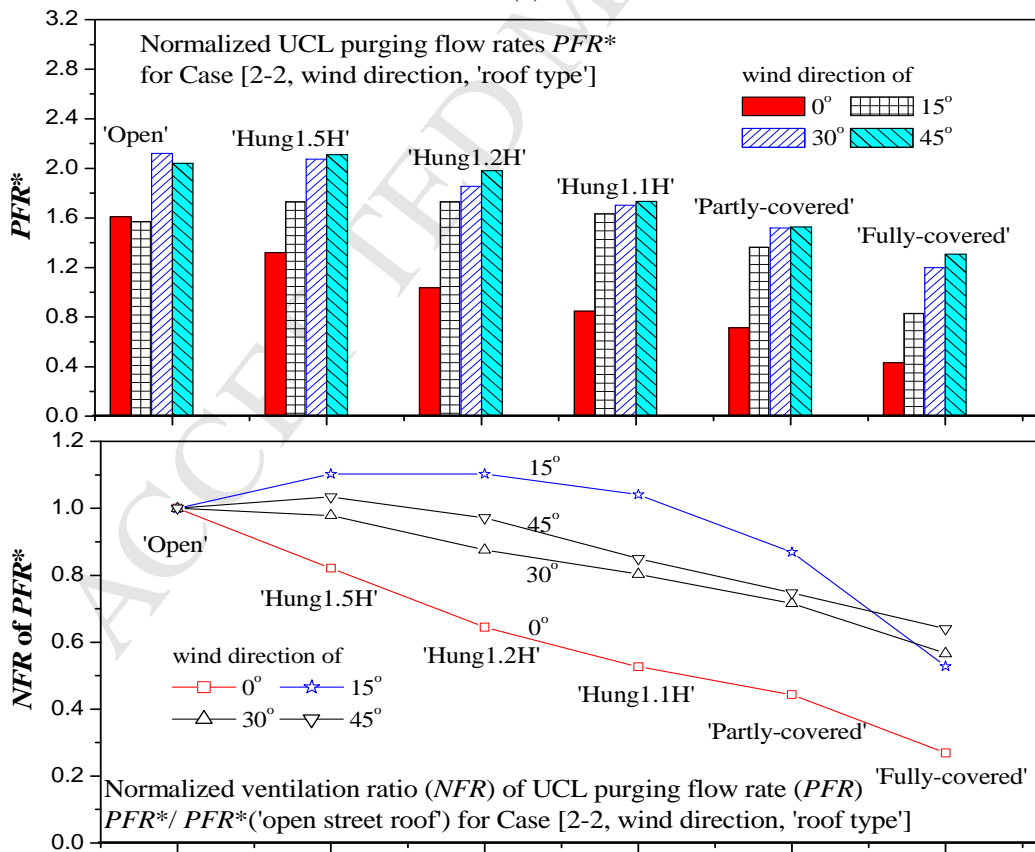 Normalized UCL purging flow rates PFR*
for Case [2-2, wind direction, 'roof type']
wind direction of
0° 15°
30° 45°
'Open'
'Hung1.5H'
'Hung1.2H'
'Hung1.1H'
'Partly-covered'
'Fully-covered'
PFR*
3.2
2.8
2.4
2.0
1.6
1.2
0.8
0.4
0.0
1.2
1.0
0.8
0.6
0.4
0.2
0.0
NFR of PFR*
15°
45°
30°
0°
'Open'
'Hung1.5H'
'Hung1.2H'
'Hung1.1H'
'Partly-covered'
'Fully-covered'
wind direction of
0° 15°
30° 45°
Normalized ventilation ratio (NFR) of UCL purging flow rate (PFR)
PFR*/ PFR*('open street roof') for Case [2-2, wind direction, 'roof type']